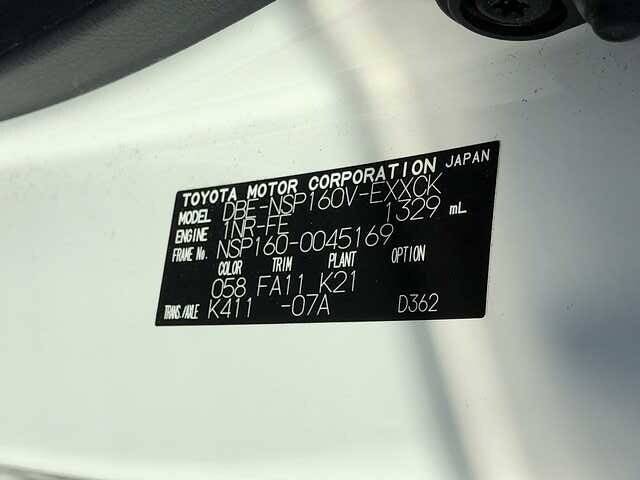 TOYOTA MOTOR CORPORATION JAPAN
MODEL DBE-NSP160V-EXXCK
ENGINE 1NR-FE 1329 mL
FRAME No. NSP160-0045169
COLOR TRIM PLANT OPTION
058 FA11 K21
TRANS./AXLE K411 -07A D362